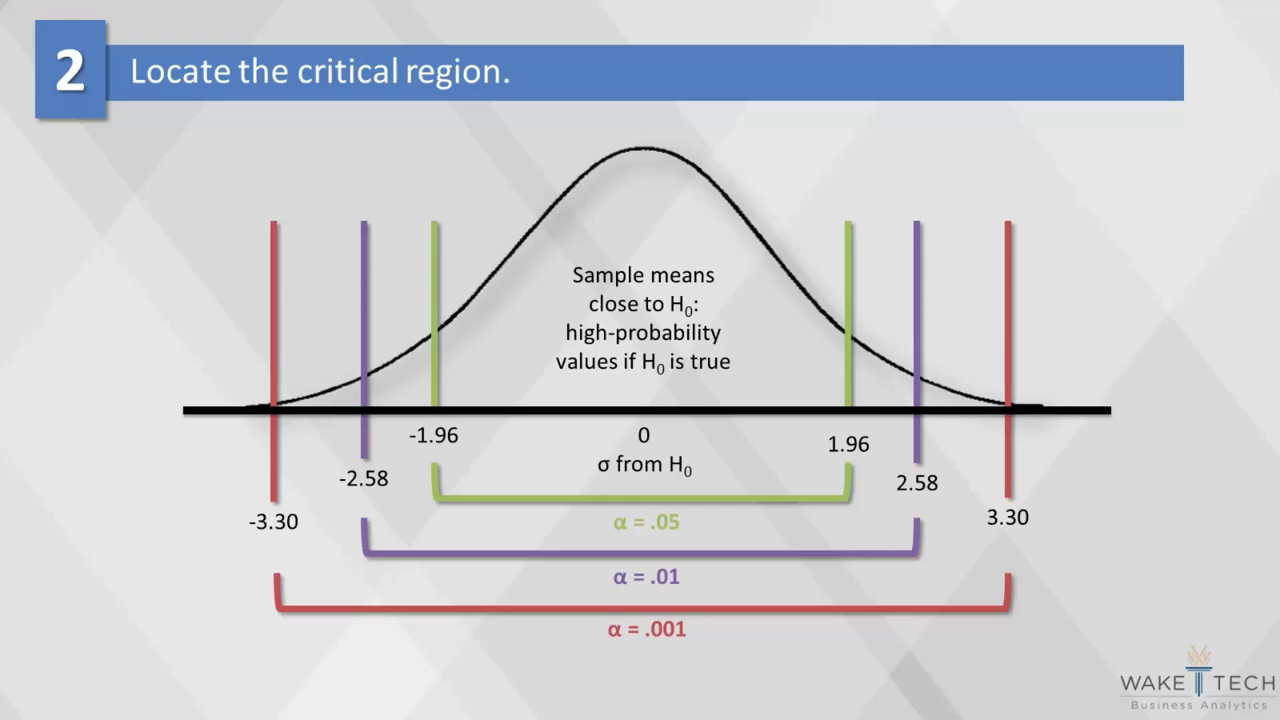 2
Locate the critical region.
Sample means
close to H₀:
high-probability
values if H₀ is true
-1.96
0
1.96
σ from H₀
-2.58
2.58
-3.30
3.30
α = .05
α = .01
α = .001
WAKE TECH
Business Analytics